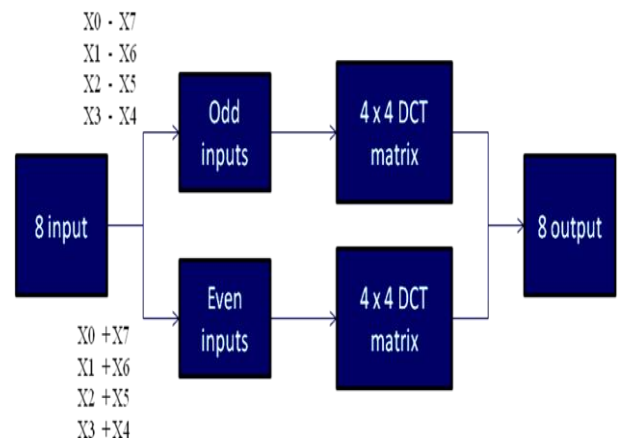 X0 - X7
X1 - X6
X2 - X5
X3 - X4
Odd
inputs
4 x 4 DCT
matrix
8 input
8 output
Even
inputs
4 x 4 DCT
matrix
X0 +X7
X1 +X6
X2 +X5
X3 +X4